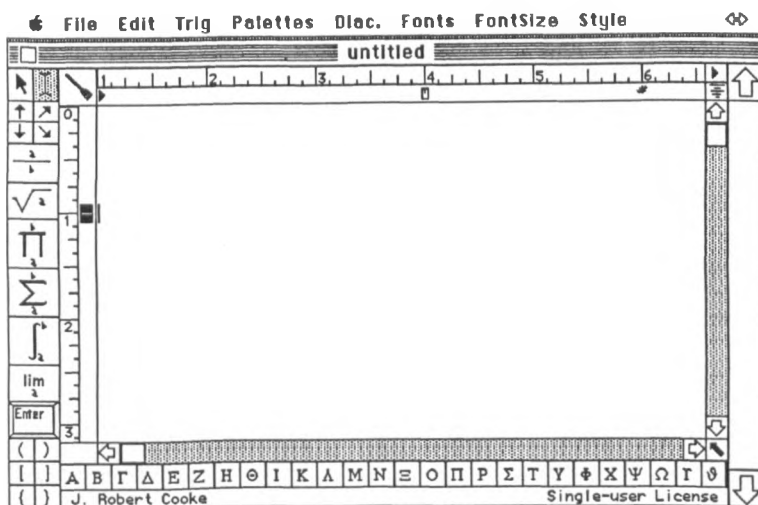 File Edit Trig Palettes Diac. Fonts FontSize Style
untitled
1 2 3 4 5 6
0
a
b
√a
1
b
∏
a
b
∑
a
2
b
∫
a
lim
a
Enter
3
( )
[ ]
Α Β Γ Δ Ε Ζ Η Θ Ι Κ Λ Μ Ν Ξ Ο Π Ρ Σ Τ Υ Φ Χ Ψ Ω ϒ ϑ
{ } J. Robert Cooke Single-user License